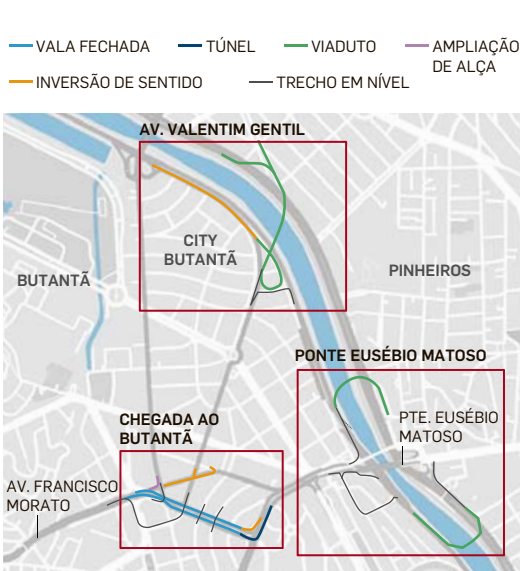 VALA FECHADA
TÚNEL
VIADUTO
AMPLIAÇÃO
DE ALÇA
INVERSÃO DE SENTIDO
TRECHO EM NÍVEL
AV. VALENTIM GENTIL
CITY
BUTANTÃ
BUTANTÃ
PINHEIROS
PONTE EUSÉBIO MATOSO
CHEGADA AO
BUTANTÃ
PTE. EUSÉBIO
MATOSO
AV. FRANCISCO
MORATO